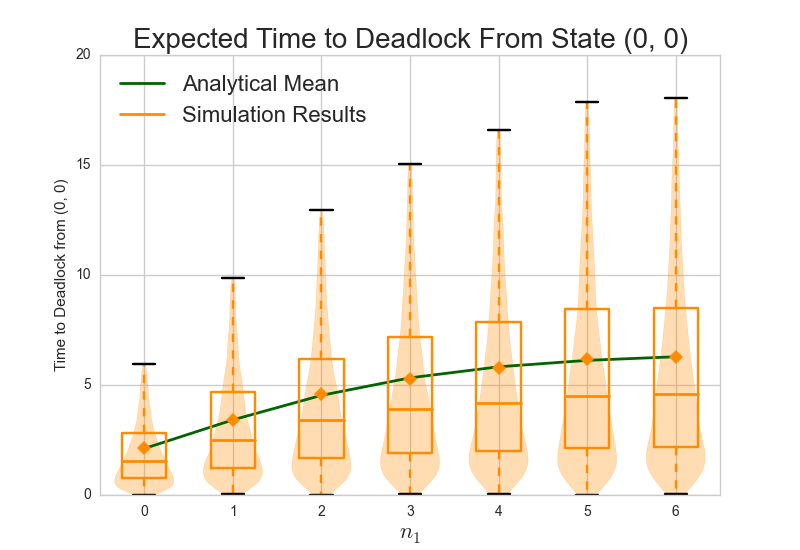 Expected Time to Deadlock From State (0, 0)
Analytical Mean
Simulation Results
Time to Deadlock from (0, 0)
20
15
10
5
0
0 1 2 3 4 5 6
n₁